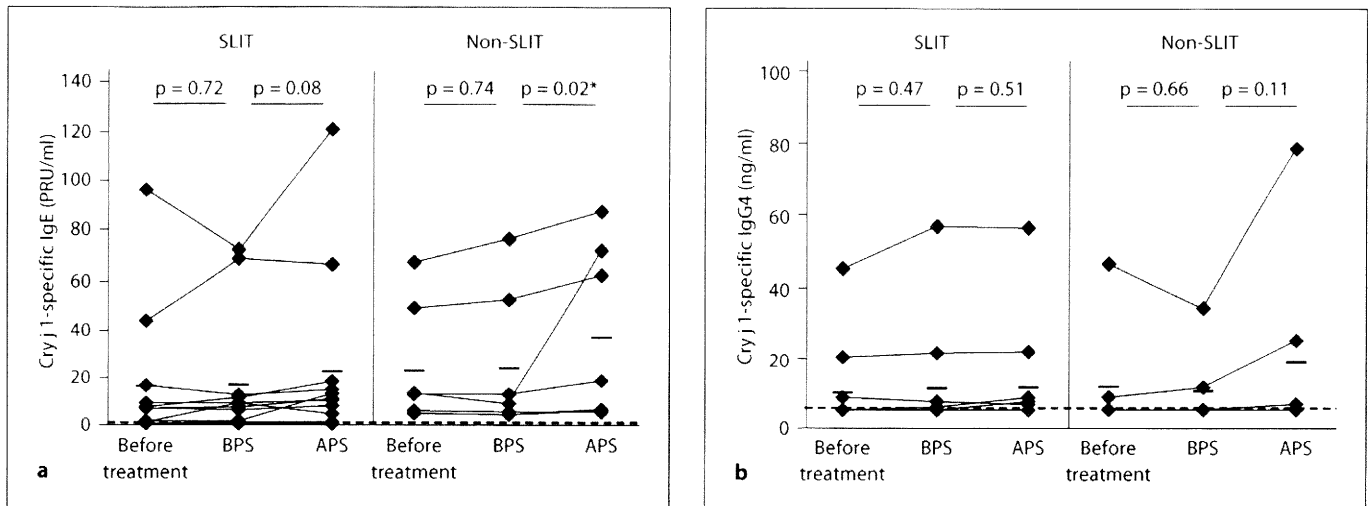 SLIT
Non-SLIT
140
120
100
80
60
40
20
0
Cry j 1-specific IgE (PRU/ml)
p = 0.72
p = 0.08
p = 0.74
p = 0.02*
Before treatment
BPS
APS
Before treatment
BPS
APS
a
SLIT
Non-SLIT
100
80
60
40
20
0
Cry j 1-specific IgG4 (ng/ml)
p = 0.47
p = 0.51
p = 0.66
p = 0.11
Before treatment
BPS
APS
Before treatment
BPS
APS
b